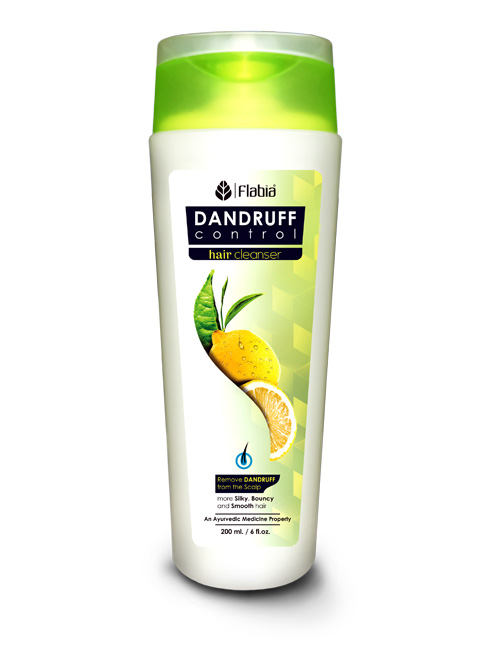 Flabia®
DANDRUFF
control
hair cleanser
Remove DANDRUFF
from the Scalp
more Silky, Bouncy
and Smooth hair
An Ayurvedic Medicine Property
200 ml. / 6 fl.oz.